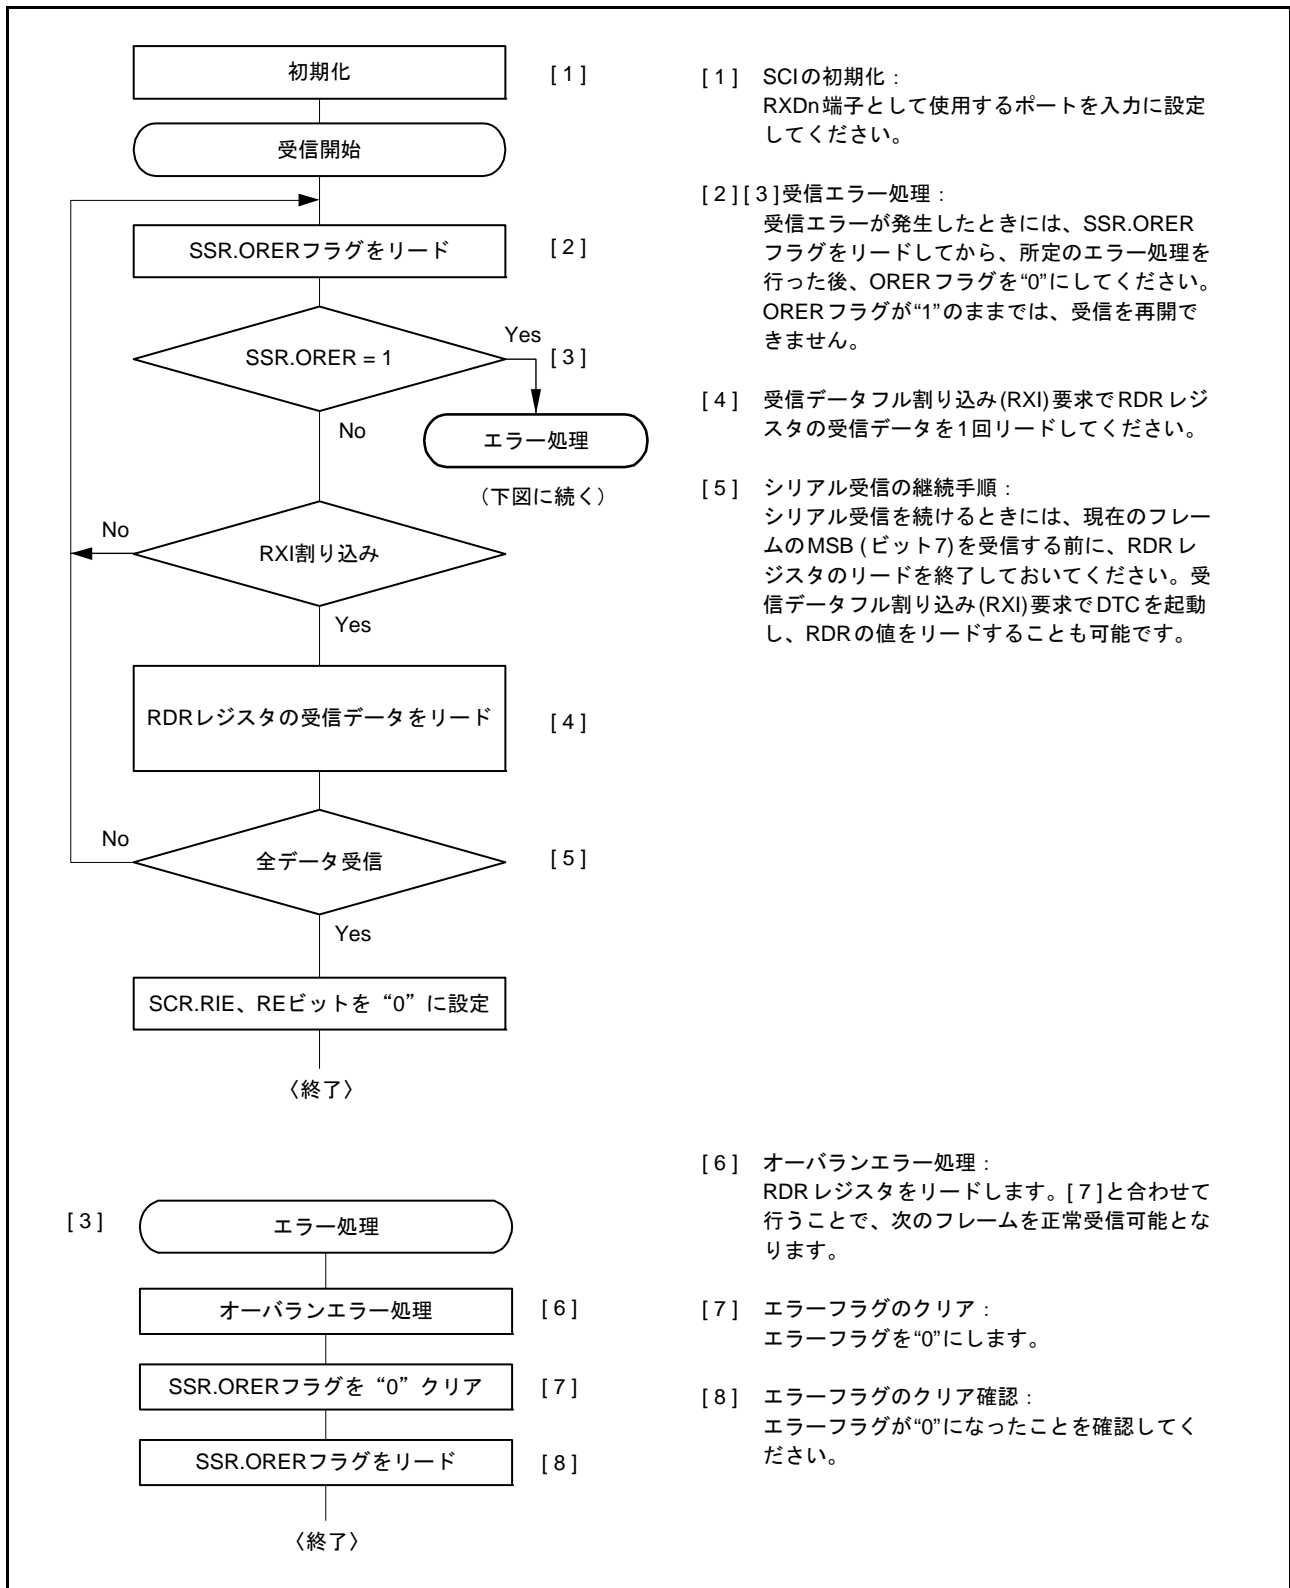 初期化
[ 1 ]
受信開始
SSR.ORERフラグをリード
[ 2 ]
SSR.ORER = 1
Yes
[ 3 ]
No
エラー処理
（下図に続く）
No
RXI割り込み
Yes
RDRレジスタの受信データをリード
[ 4 ]
No
全データ受信
[ 5 ]
Yes
SCR.RIE、REビットを“0”に設定
〈終了〉
[ 1 ] SCIの初期化：
RXDn端子として使用するポートを入力に設定
してください。
[ 2 ][ 3 ]受信エラー処理：
受信エラーが発生したときには、SSR.ORER
フラグをリードしてから、所定のエラー処理を
行った後、ORERフラグを“0”にしてください。
ORERフラグが“1”のままでは、受信を再開で
きません。
[ 4 ] 受信データフル割り込み(RXI)要求でRDRレジ
スタの受信データを1回リードしてください。
[ 5 ] シリアル受信の継続手順：
シリアル受信を続けるときには、現在のフレー
ムのMSB (ビット7)を受信する前に、RDRレ
ジスタのリードを終了しておいてください。受
信データフル割り込み(RXI)要求でDTCを起動
し、RDRの値をリードすることも可能です。
[ 3 ]
エラー処理
オーバランエラー処理
[ 6 ]
SSR.ORERフラグを“0”クリア
[ 7 ]
SSR.ORERフラグをリード
[ 8 ]
〈終了〉
[ 6 ] オーバランエラー処理：
RDRレジスタをリードします。[ 7 ]と合わせて
行うことで、次のフレームを正常受信可能とな
ります。
[ 7 ] エラーフラグのクリア：
エラーフラグを“0”にします。
[ 8 ] エラーフラグのクリア確認：
エラーフラグが“0”になったことを確認してく
ださい。